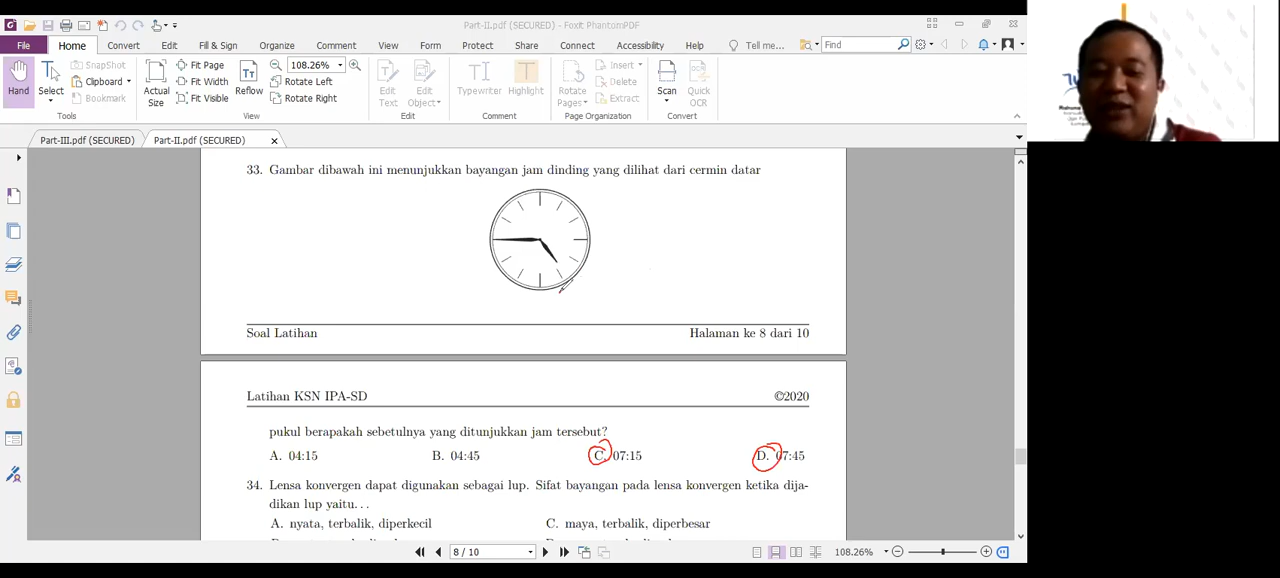 Part-II.pdf (SECURED) - Foxit PhantomPDF
File Home Convert Edit Fill & Sign Organize Comment View Form Protect Share Connect Accessibility Help Tell me... Find
Hand
Select
SnapShot
Clipboard
Bookmark
Actual Size
Fit Page
Fit Width
Fit Visible
Reflow
108.26%
Rotate Left
Rotate Right
Edit Text
Edit Object
Typewriter
Highlight
Rotate Pages
Insert
Delete
Extract
Scan
Quick OCR
Tools View Edit Comment Page Organization Convert
Part-III.pdf (SECURED) Part-II.pdf (SECURED)
33. Gambar dibawah ini menunjukkan bayangan jam dinding yang dilihat dari cermin datar
Soal Latihan Halaman ke 8 dari 10
Latihan KSN IPA-SD ©2020
pukul berapakah sebetulnya yang ditunjukkan jam tersebut?
A. 04:15 B. 04:45 C. 07:15 D. 07:45
34. Lensa konvergen dapat digunakan sebagai lup. Sifat bayangan pada lensa konvergen ketika dija-
dikan lup yaitu...
A. nyata, terbalik, diperkecil C. maya, terbalik, diperbesar
8 / 10 108.26%